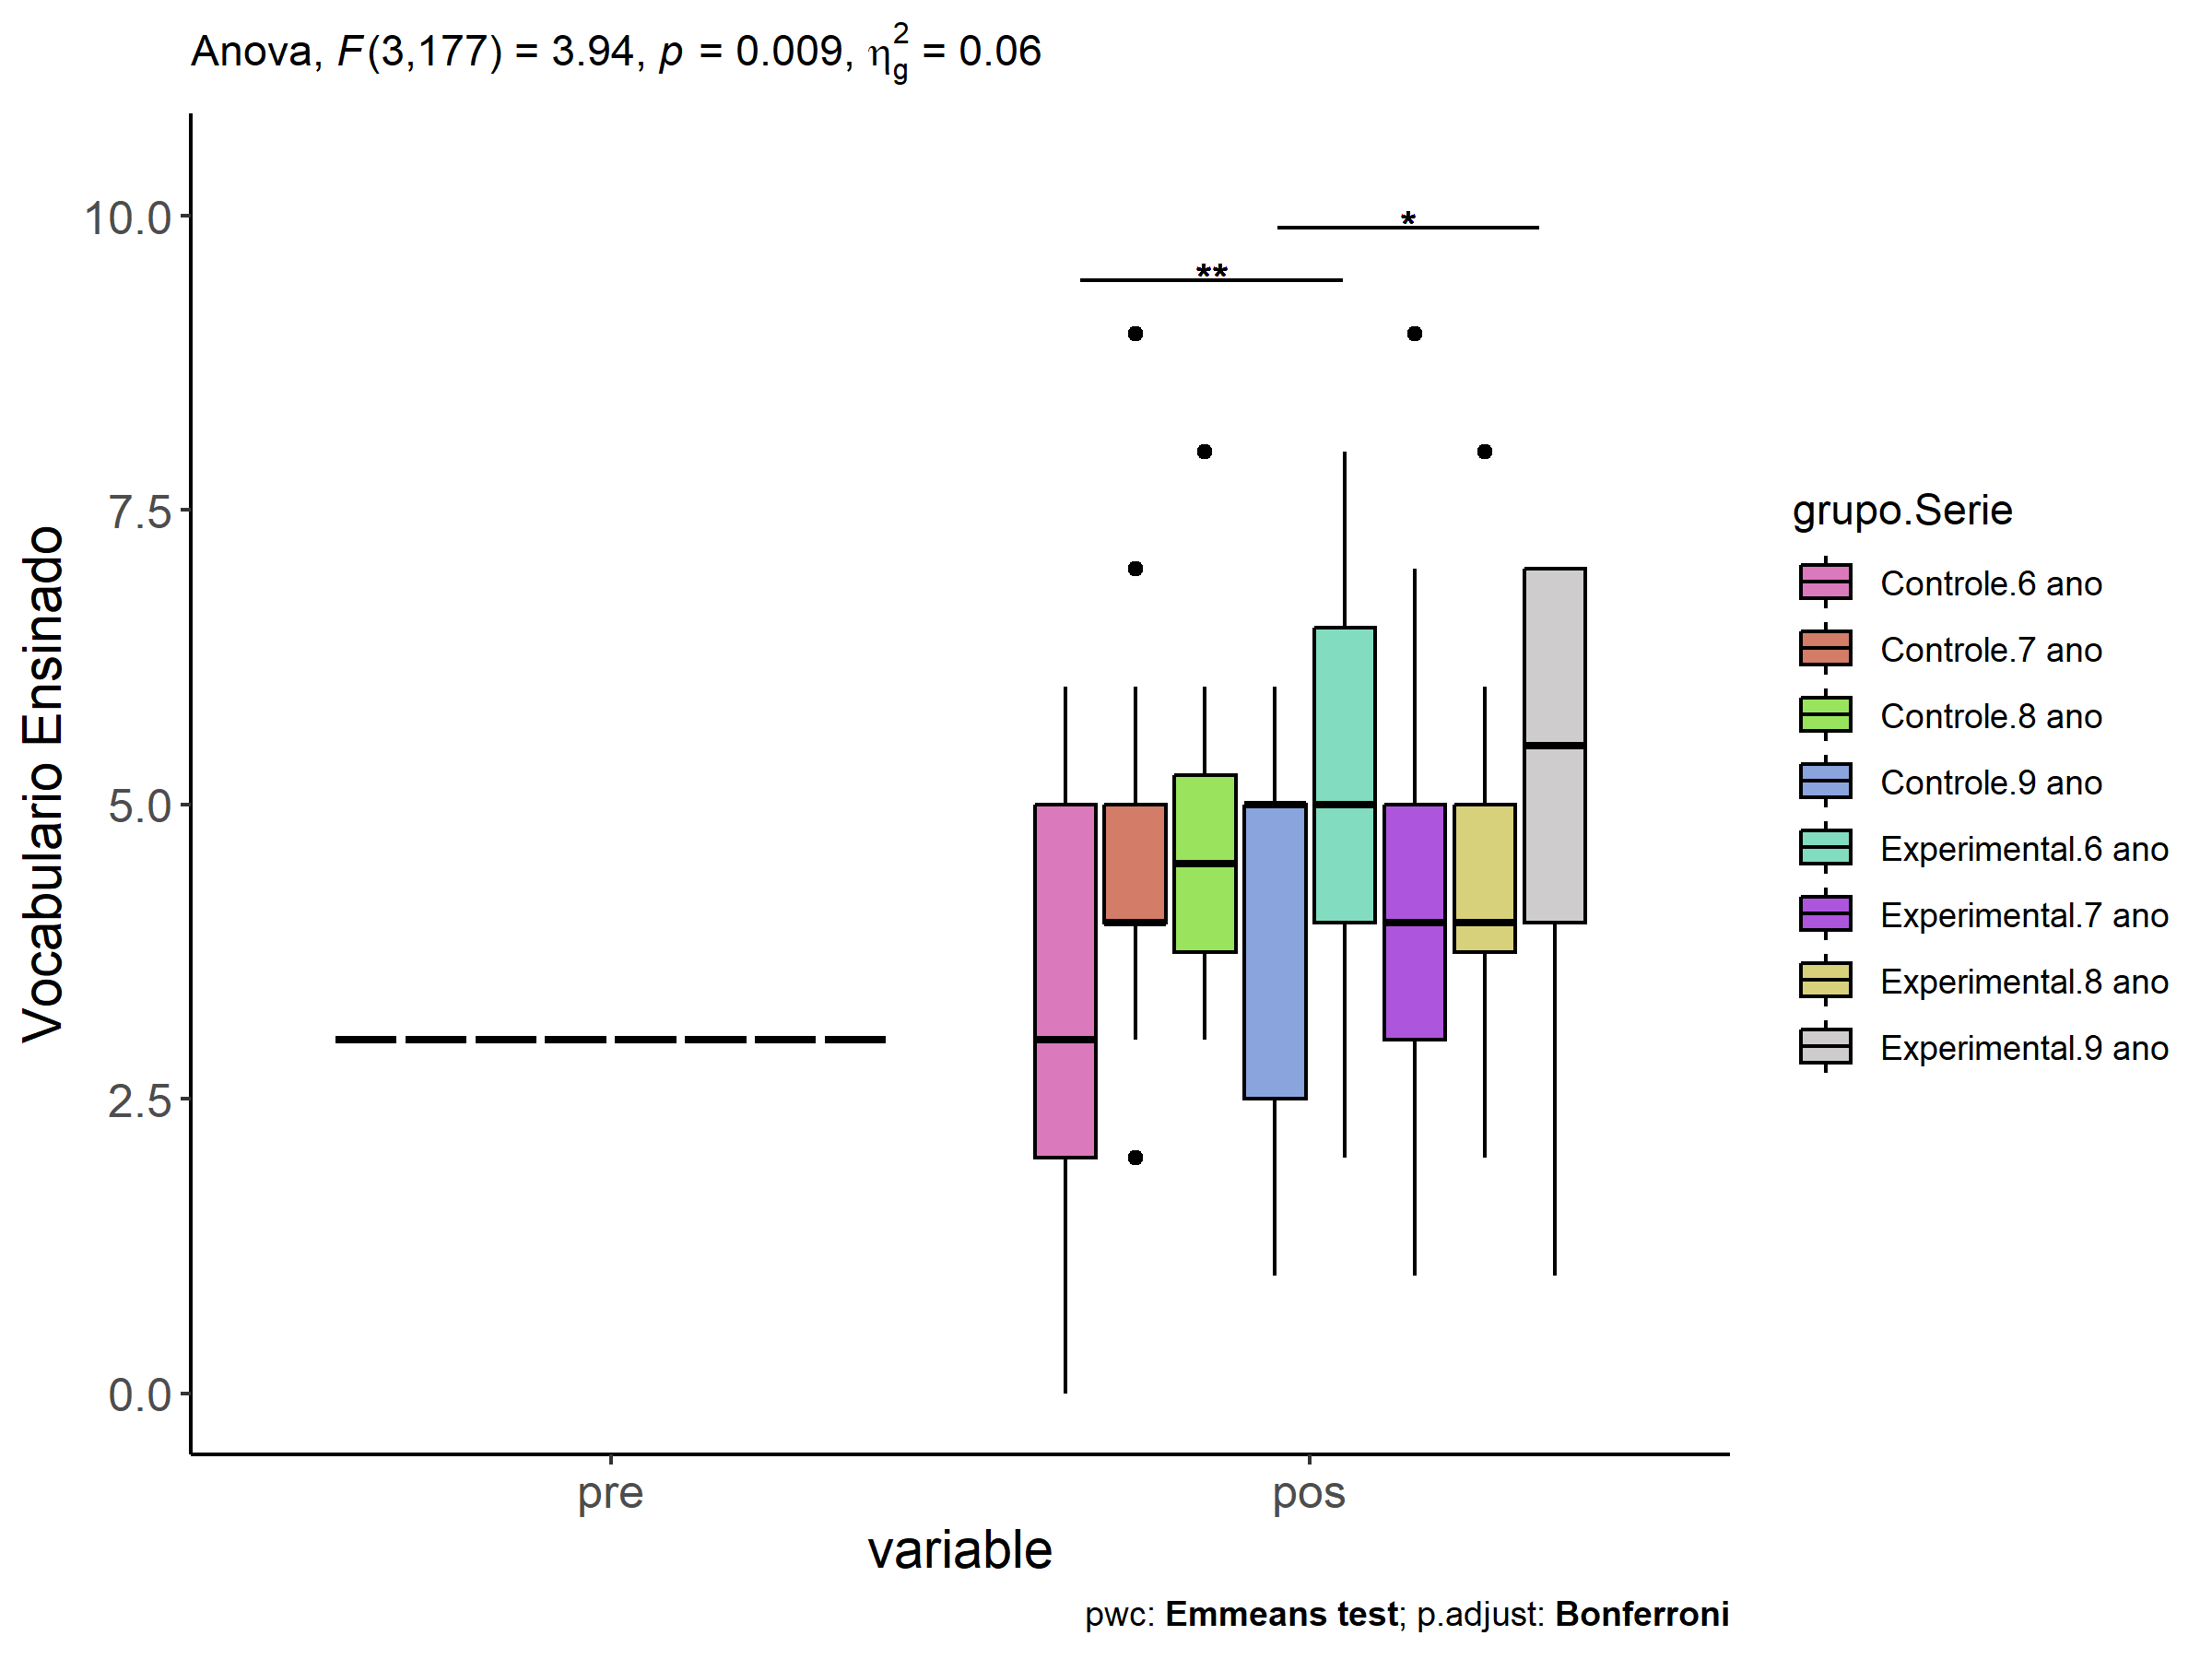 Anova, F(3,177) = 3.94, p = 0.009, η²g = 0.06
Vocabulario Ensinado
10.0
7.5
5.0
2.5
0.0
**
*
pre
pos
variable
grupo.Serie
Controle.6 ano
Controle.7 ano
Controle.8 ano
Controle.9 ano
Experimental.6 ano
Experimental.7 ano
Experimental.8 ano
Experimental.9 ano
pwc: Emmeans test; p.adjust: Bonferroni